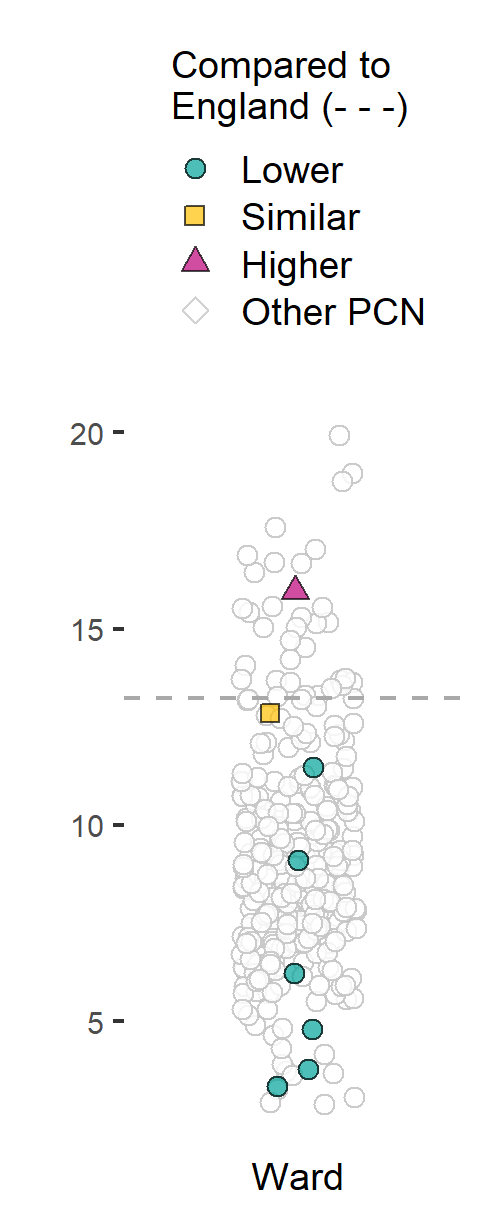 Compared to
England (- - -)
Lower
Similar
Higher
Other PCN
20
15
10
5
Ward